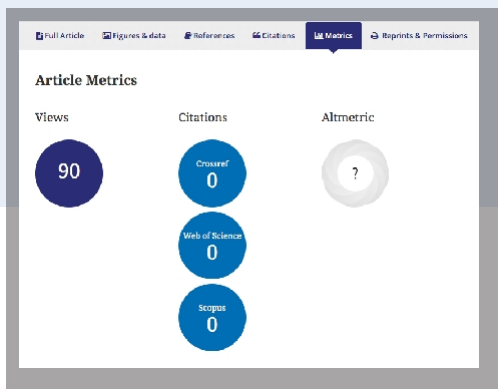 Full Article Figures & data References Citations Metrics Reprints & Permissions
Article Metrics
Views Citations Altmetric
90
Crossref
0
?
Web of Science
0
Scopus
0